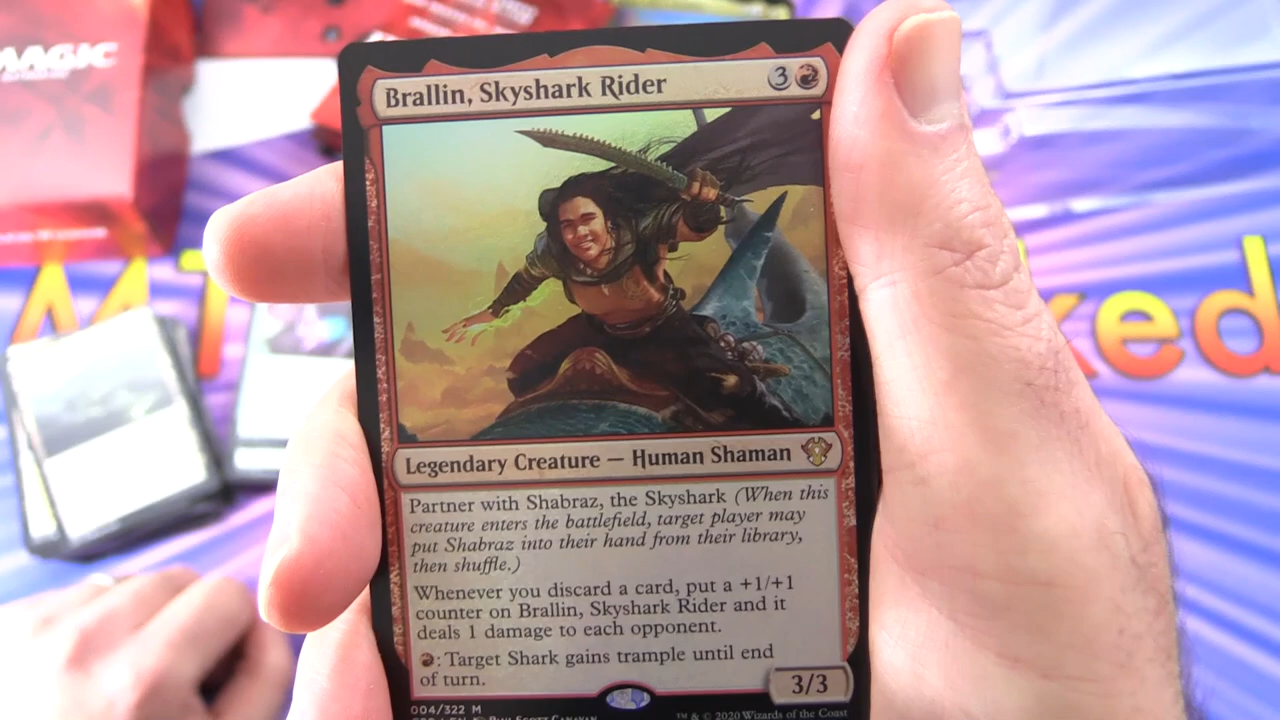 MAGIC
Brallin, Skyshark Rider
3
Legendary Creature — Human Shaman
Partner with Shabraz, the Skyshark (When this
creature enters the battlefield, target player may
put Shabraz into their hand from their library,
then shuffle.)
Whenever you discard a card, put a +1/+1
counter on Brallin, Skyshark Rider and it
deals 1 damage to each opponent.
: Target Shark gains trample until end
of turn.
3/3
004/322 M
™ & © 2020 Wizards of the Coast
MT
ked